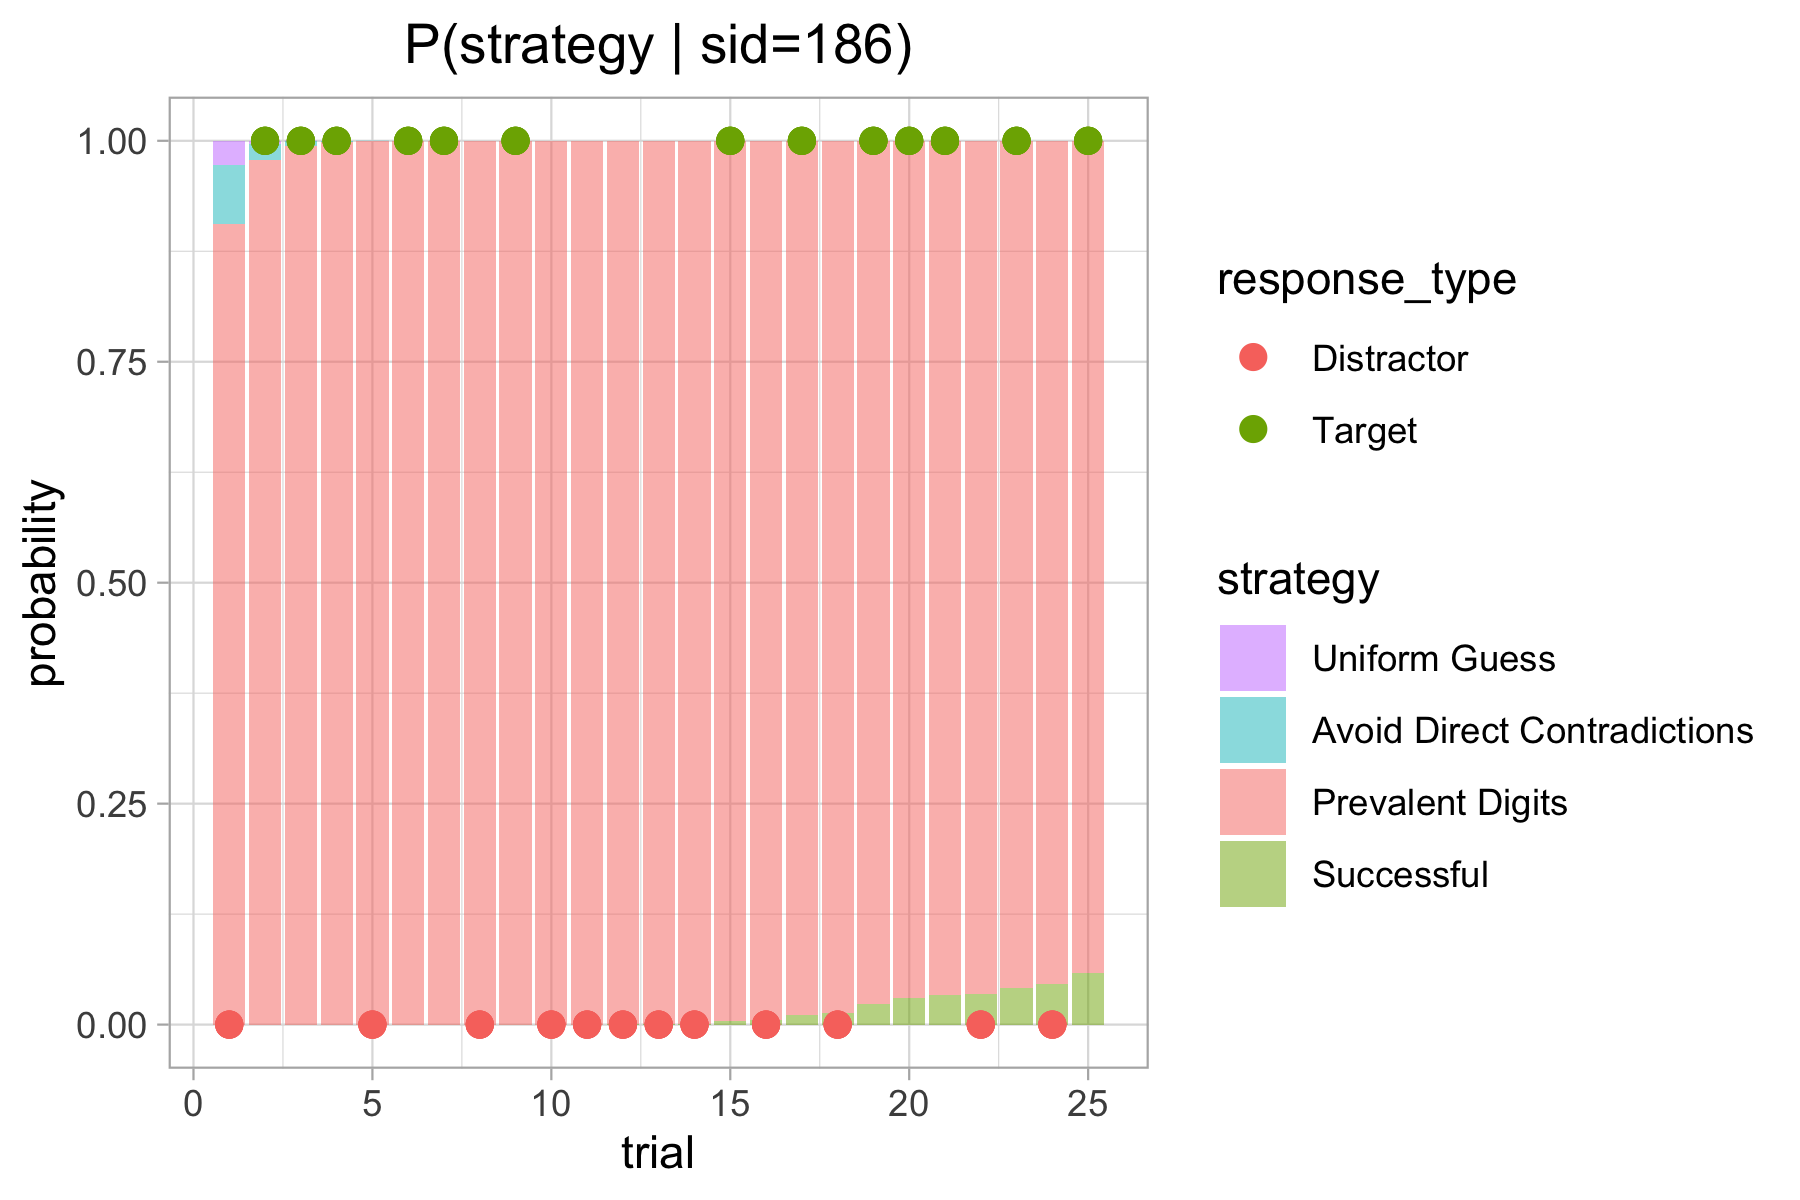 P(strategy | sid=186)
1.00
0.75
0.50
0.25
0.00
probability
0 5 10 15 20 25
trial
response_type
Distractor
Target
strategy
Uniform Guess
Avoid Direct Contradictions
Prevalent Digits
Successful